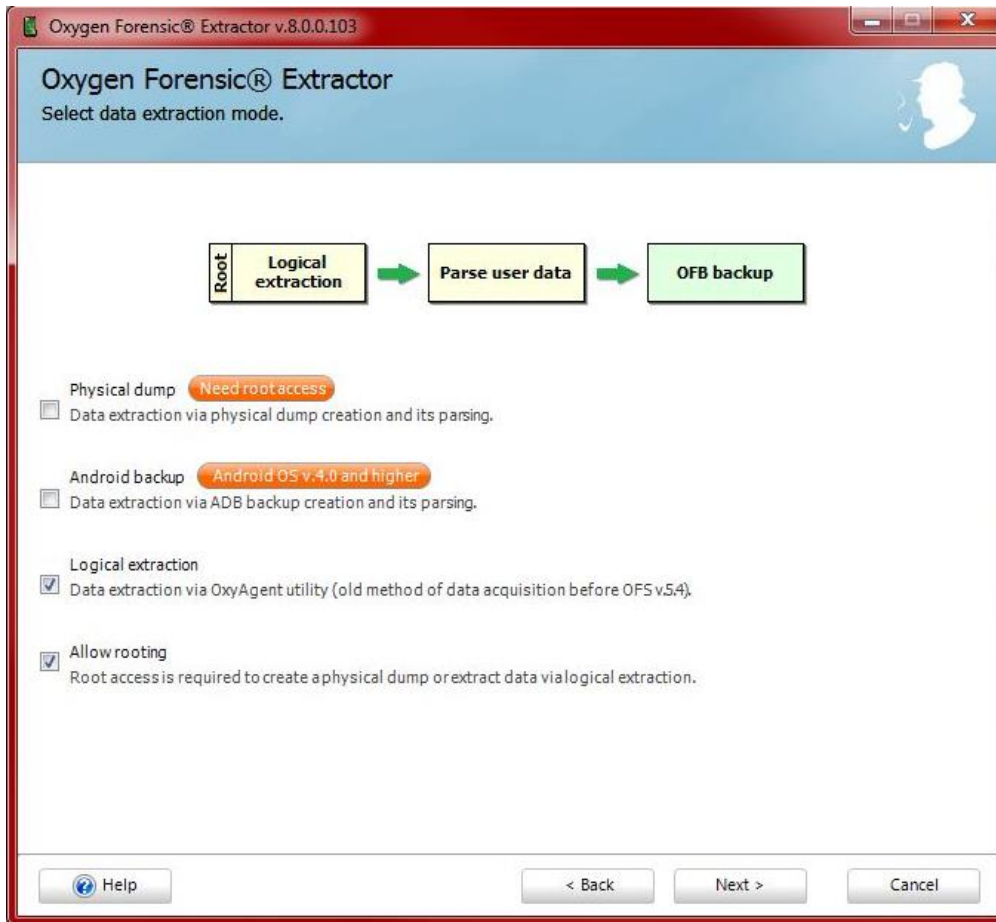 Oxygen Forensic® Extractor v.8.0.0.103
Oxygen Forensic® Extractor
Select data extraction mode.
Root
Logical
extraction
Parse user data
OFB backup
Physical dump Need root access
Data extraction via physical dump creation and its parsing.
Android backup Android OS v.4.0 and higher
Data extraction via ADB backup creation and its parsing.
Logical extraction
Data extraction via OxyAgent utility (old method of data acquisition before OFS v.5.4).
Allow rooting
Root access is required to create a physical dump or extract data via logical extraction.
Help
< Back
Next >
Cancel